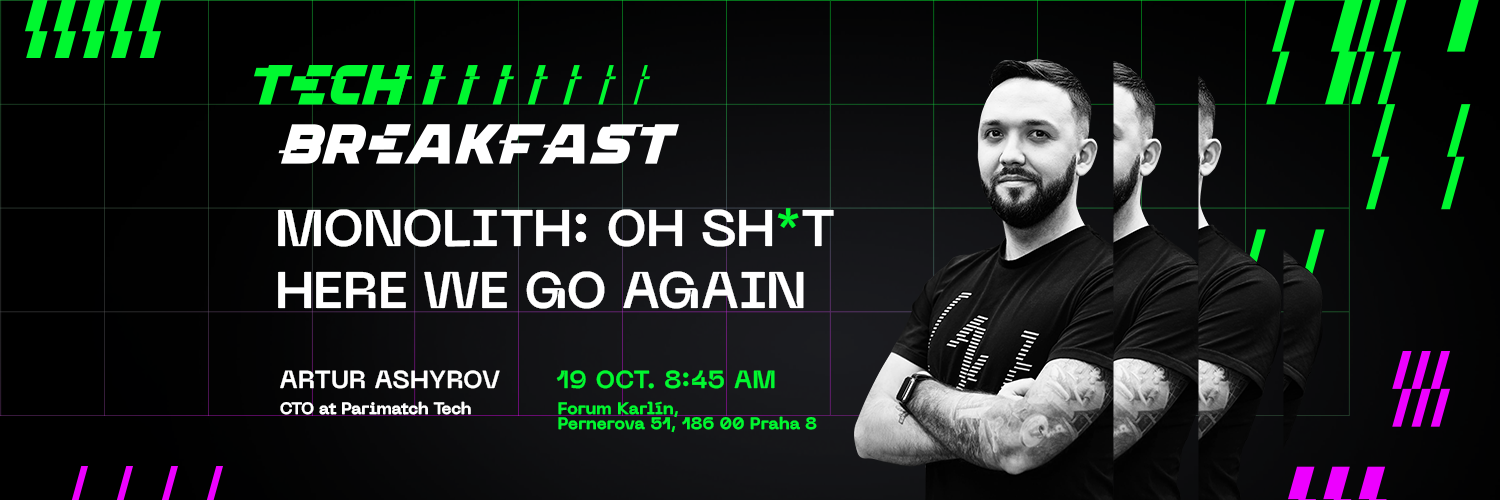 TECH
BREAKFAST
MONOLITH: OH SH*T
HERE WE GO AGAIN
ARTUR ASHYROV
CTO at Parimatch Tech
19 OCT. 8:45 AM
Forum Karlín,
Pernerova 51, 186 00 Praha 8